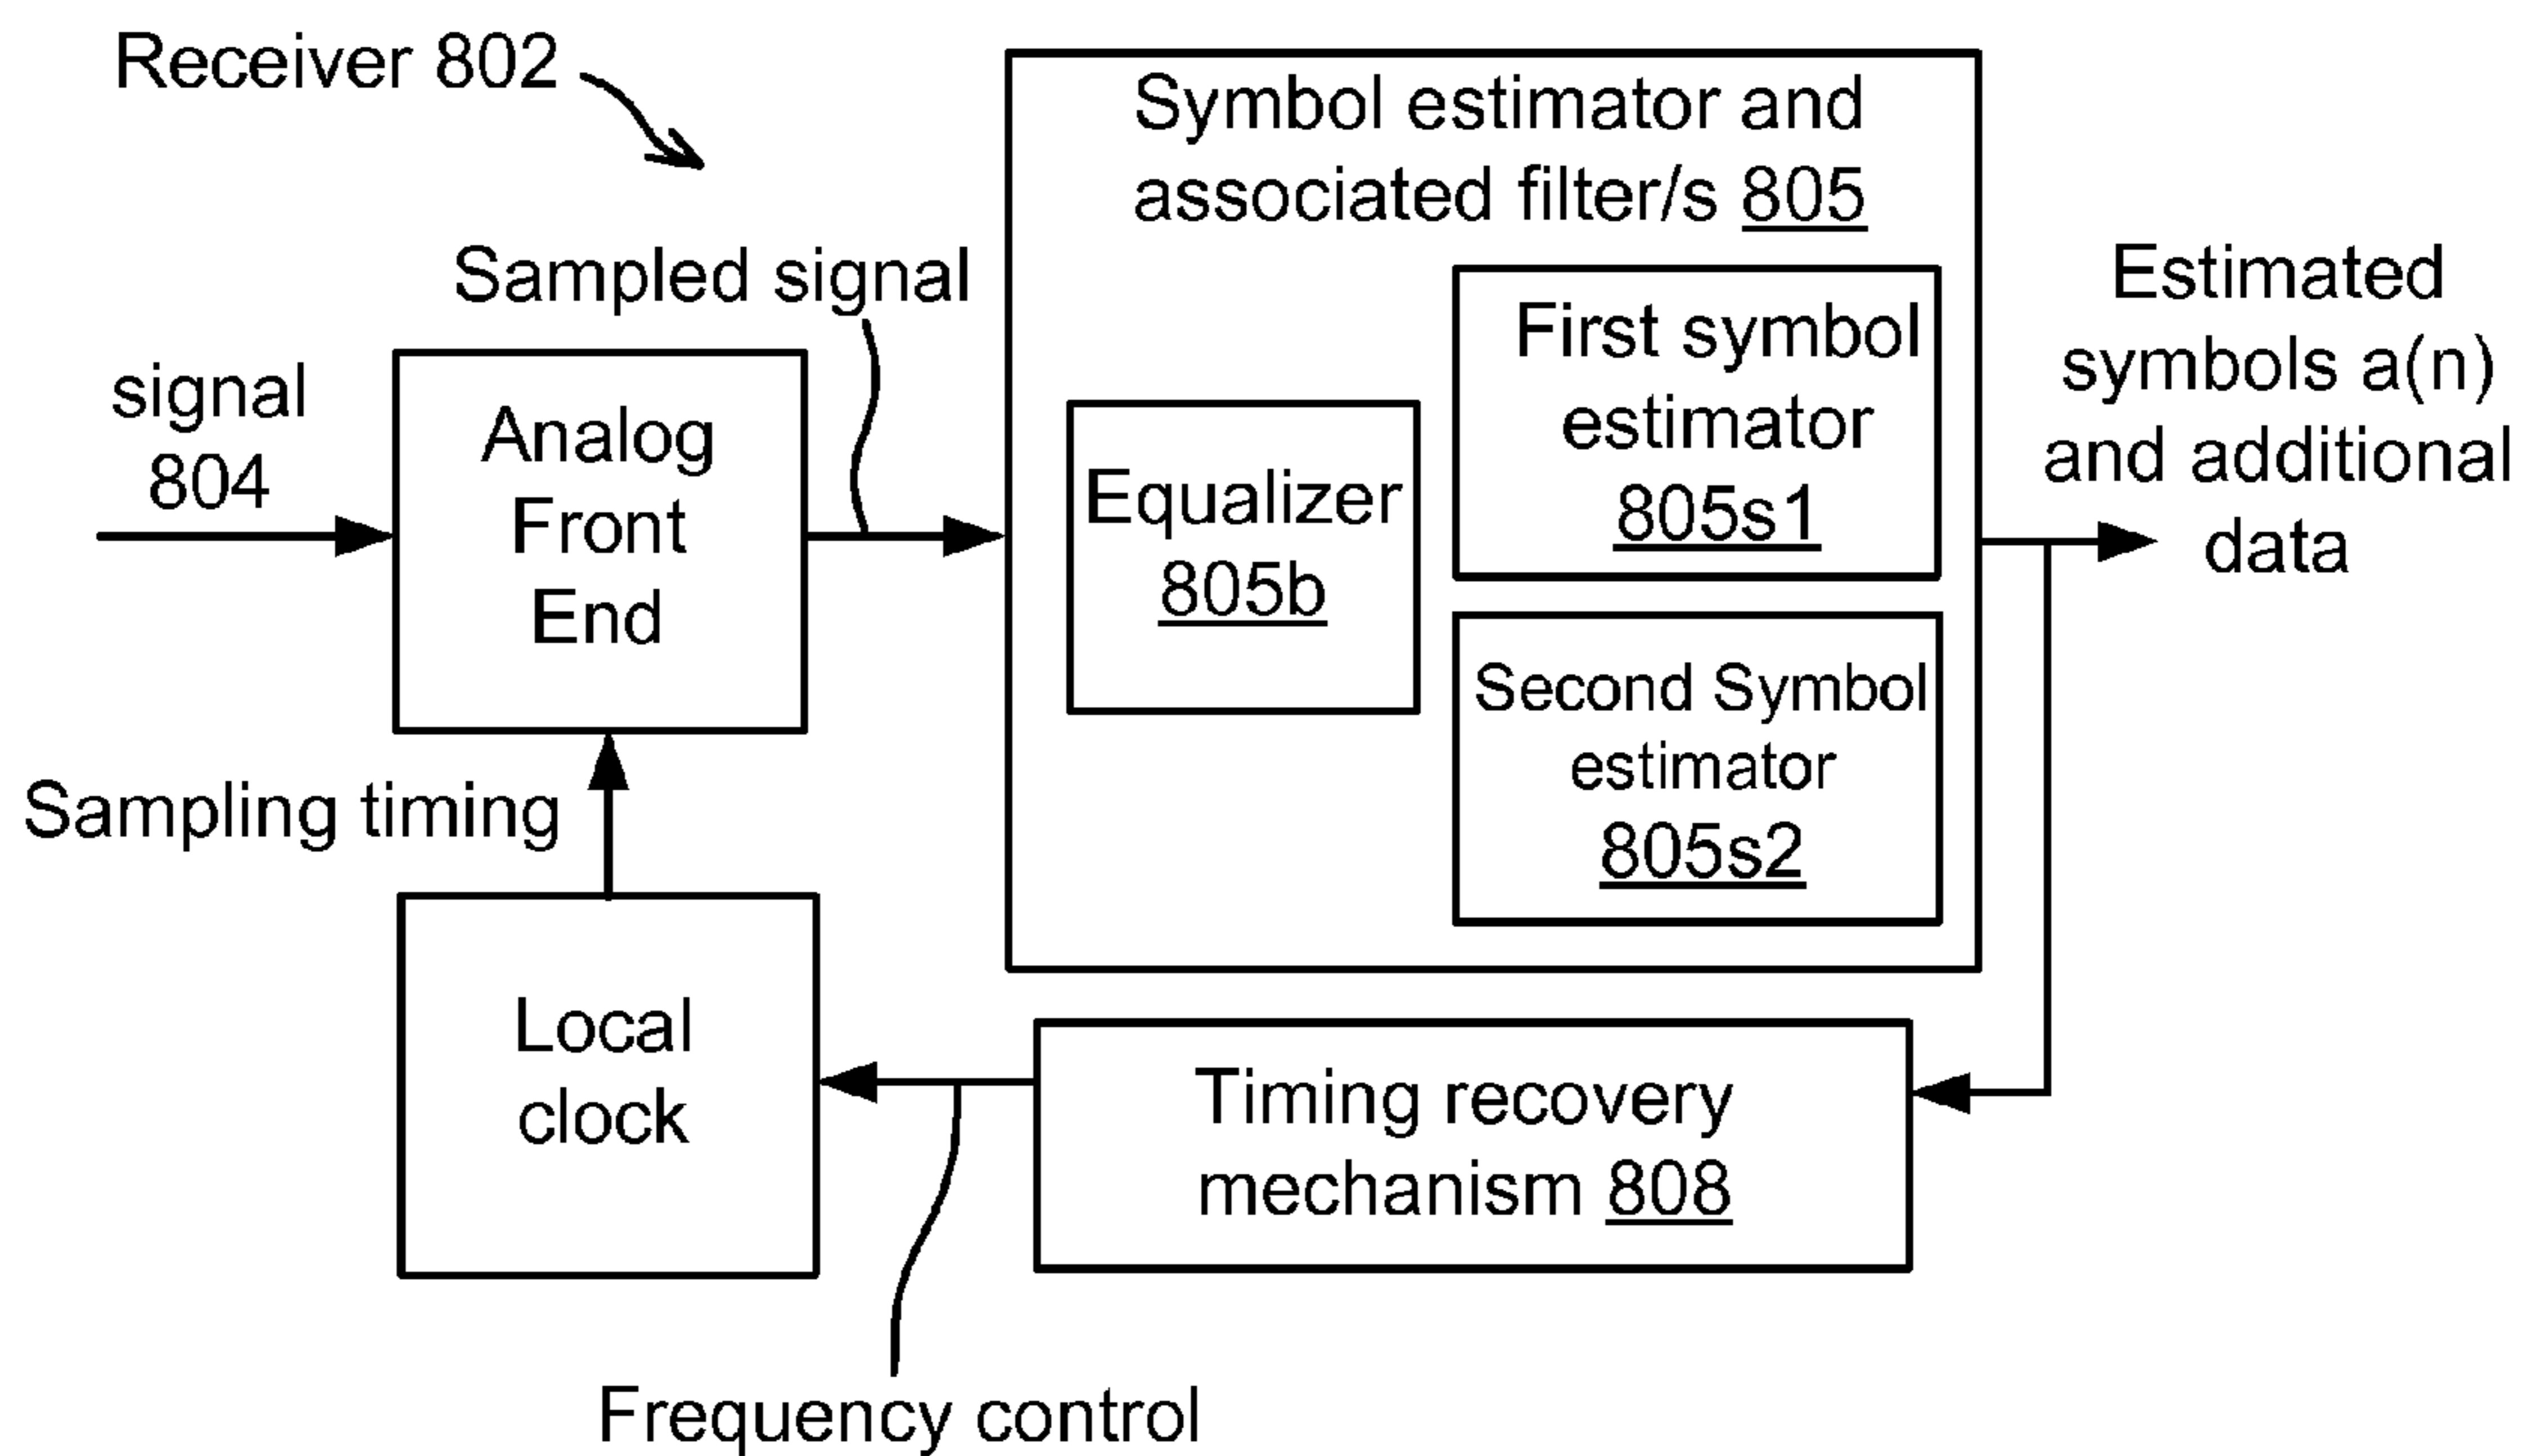 Receiver 802
Symbol estimator and
associated filter/s 805
Sampled signal
signal
804
Analog
Front
End
Equalizer
805b
First symbol
estimator
805s1
Second Symbol
estimator
805s2
Estimated
symbols a(n)
and additional
data
Sampling timing
Local
clock
Timing recovery
mechanism 808
Frequency control